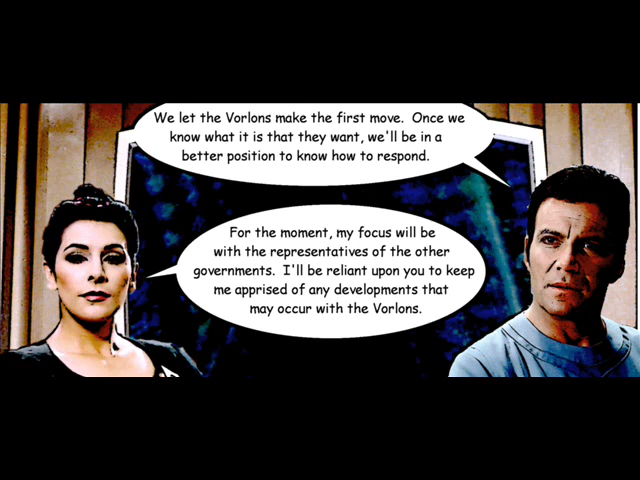 We let the Vorlons make the first move.  Once we
know what it is that they want, we'll be in a
better position to know how to respond.
For the moment, my focus will be
with the representatives of the other
governments.  I'll be reliant upon you to keep
me apprised of any developments that
may occur with the Vorlons.